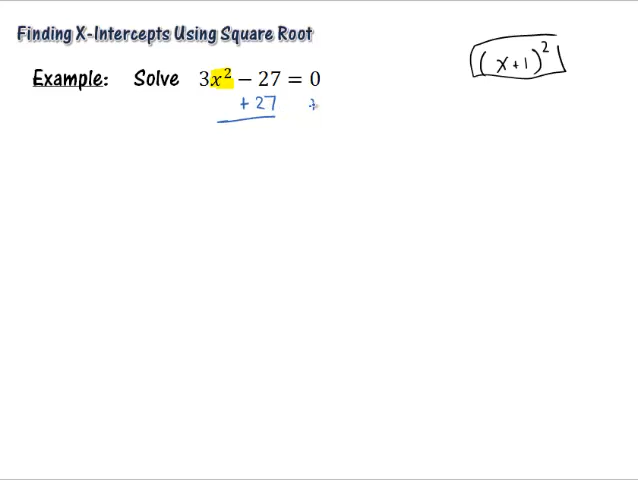 Finding X-Intercepts Using Square Root
(x+1)²
Example: Solve 3x² − 27 = 0
+27 +